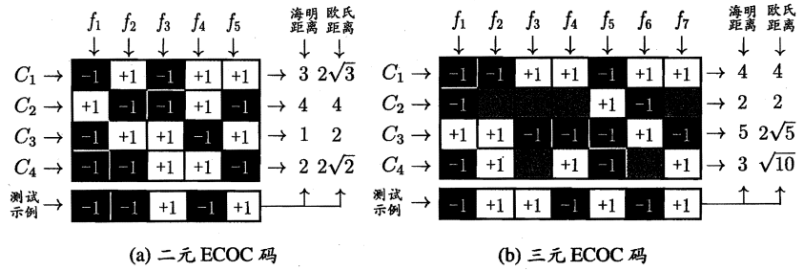 f₁ f₂ f₃ f₄ f₅ 海明距离 欧氏距离
C₁ → -1 +1 -1 +1 +1 → 3 2√3
C₂ → +1 -1 -1 +1 -1 → 4 4
C₃ → -1 +1 +1 -1 +1 → 1 2
C₄ → -1 -1 +1 +1 -1 → 2 2√2
测试示例 → -1 -1 +1 -1 +1
(a) 二元 ECOC 码
f₁ f₂ f₃ f₄ f₅ f₆ f₇ 海明距离 欧氏距离
C₁ → -1 -1 +1 +1 -1 +1 +1 → 4 4
C₂ → -1 +1 -1 → 2 2
C₃ → +1 +1 -1 -1 -1 +1 -1 → 5 2√5
C₄ → -1 +1 +1 -1 +1 → 3 √10
测试示例 → -1 +1 +1 -1 +1 -1 +1
(b) 三元 ECOC 码